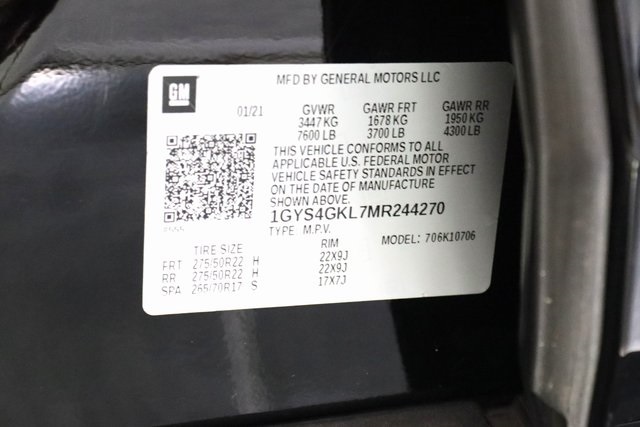 GM
MFD BY GENERAL MOTORS LLC
01/21 GVWR GAWR FRT GAWR RR
3447 KG 1678 KG 1950 KG
7600 LB 3700 LB 4300 LB
THIS VEHICLE CONFORMS TO ALL
APPLICABLE U.S. FEDERAL MOTOR
VEHICLE SAFETY STANDARDS IN EFFECT
ON THE DATE OF MANUFACTURE
SHOWN ABOVE.
1GYS4GKL7MR244270
TYPE: M.P.V. MODEL: 706K10706
TIRE SIZE RIM
FRT 275/50R22 H 22X9J
RR 275/50R22 H 22X9J
SPA 265/70R17 S 17X7J